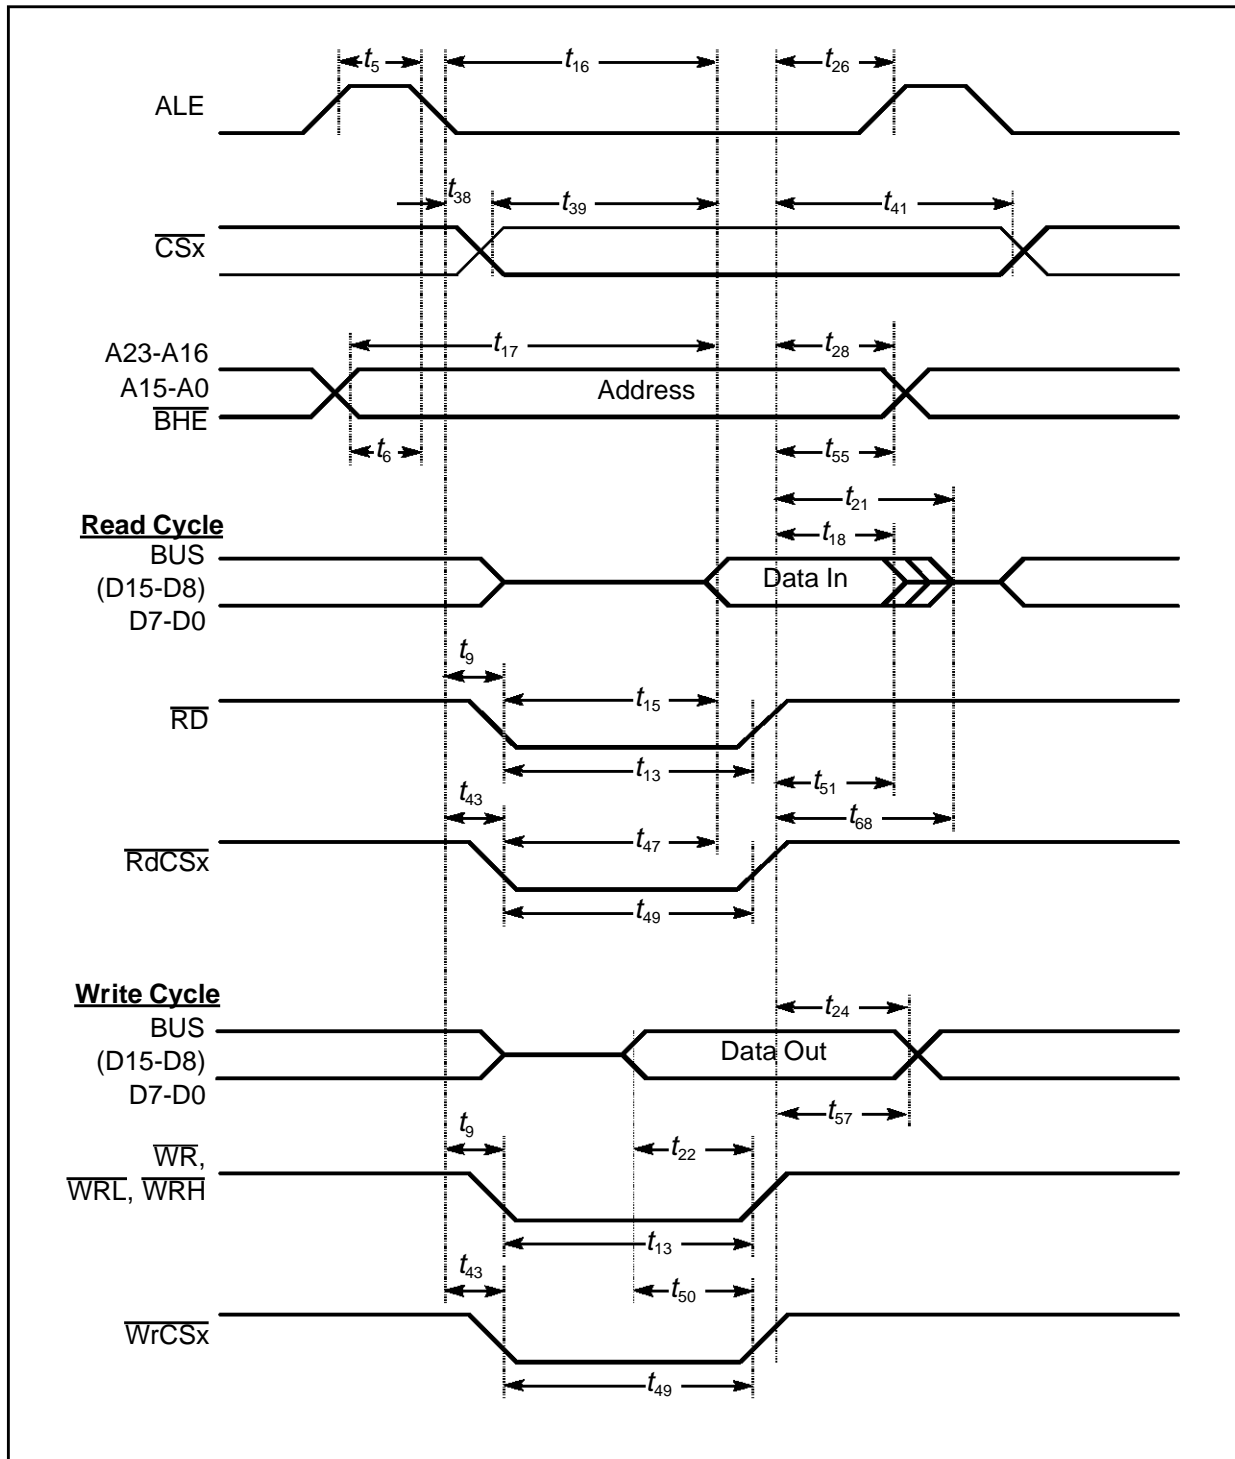 t5
t16
t26
ALE
t38
t39
t41
CSx
t17
t28
A23-A16
A15-A0
BHE
Address
t6
t55
t21
Read Cycle
t18
BUS
(D15-D8)
D7-D0
Data In
t9
t15
RD
t13
t51
t43
t68
t47
RdCSx
t49
Write Cycle
t24
BUS
(D15-D8)
D7-D0
Data Out
t57
t9
t22
WR,
WRL, WRH
t13
t43
t50
WrCSx
t49